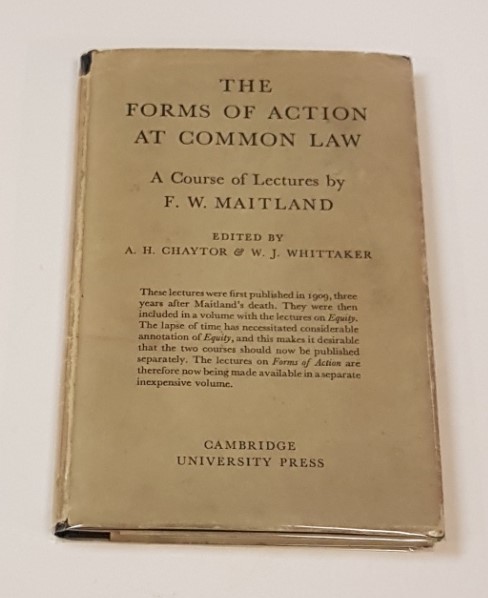 THE
FORMS OF ACTION
AT COMMON LAW
A Course of Lectures by
F. W. MAITLAND
EDITED BY
A. H. CHAYTOR & W. J. WHITTAKER
These lectures were first published in 1909, three
years after Maitland's death. They were then
included in a volume with the lectures on Equity.
The lapse of time has necessitated considerable
annotation of Equity, and this makes it desirable
that the two courses should now be published
separately. The lectures on Forms of Action are
therefore now being made available in a separate
inexpensive volume.
CAMBRIDGE
UNIVERSITY PRESS